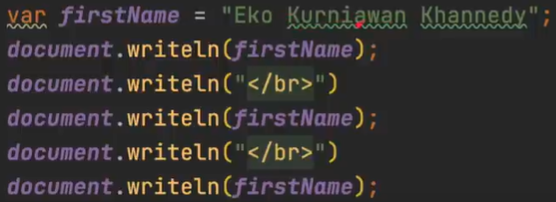 var firstName = "Eko Kurniawan Khannedy";
document.writeln(firstName);
document.writeln("</br>")
document.writeln(firstName);
document.writeln("</br>")
document.writeln(firstName);